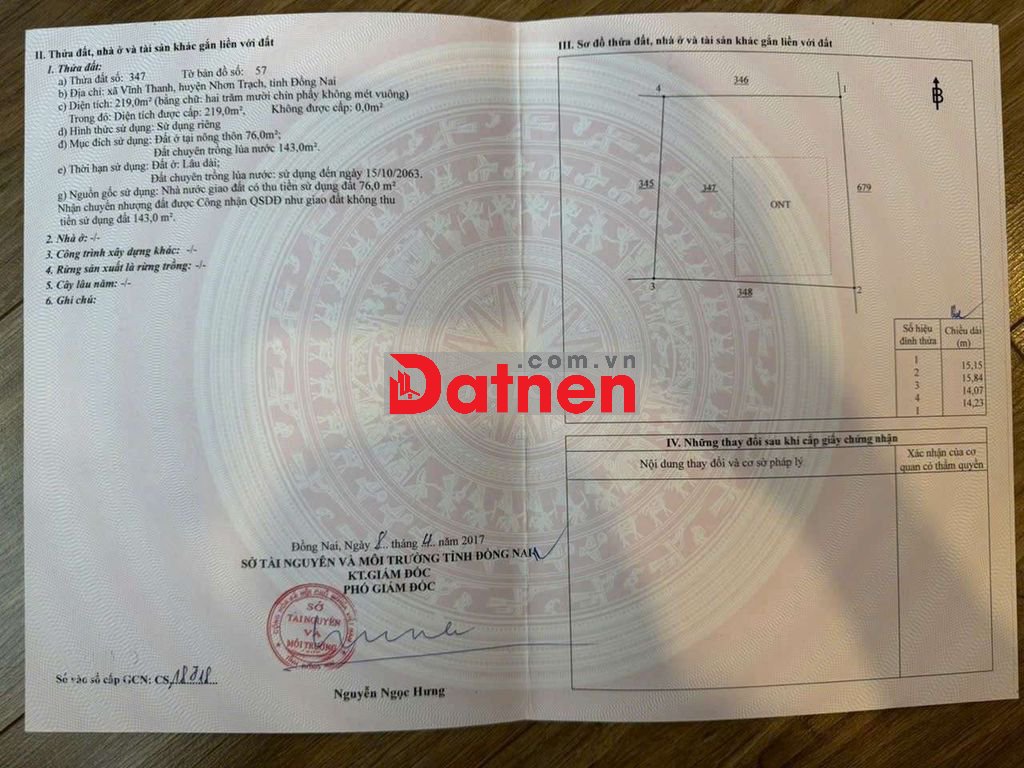 II. Thửa đất, nhà ở và tài sản khác gắn liền với đất
1. Thửa đất:
a) Thửa đất số: 347 Tờ bản đồ số: 57
b) Địa chỉ: xã Vĩnh Thanh, huyện Nhơn Trạch, tỉnh Đồng Nai
c) Diện tích: 219,0m² (bằng chữ: hai trăm mười chín phẩy không mét vuông)
Trong đó: Diện tích được cấp: 219,0m², Không được cấp: 0,0m²
d) Hình thức sử dụng: Sử dụng riêng
đ) Mục đích sử dụng: Đất ở tại nông thôn 76,0m²;
Đất chuyên trồng lúa nước 143,0m².
e) Thời hạn sử dụng: Đất ở: Lâu dài;
Đất chuyên trồng lúa nước: sử dụng đến ngày 15/10/2063.
g) Nguồn gốc sử dụng: Nhà nước giao đất có thu tiền sử dụng đất 76,0 m²
Nhận chuyển nhượng đất được Công nhận QSDĐ như giao đất không thu
tiền sử dụng đất 143,0 m².
2. Nhà ở: -/-
3. Công trình xây dựng khác: -/-
4. Rừng sản xuất là rừng trồng: -/-
5. Cây lâu năm: -/-
6. Ghi chú:
Đồng Nai, Ngày 8 tháng 11 năm 2017
SỞ TÀI NGUYÊN VÀ MÔI TRƯỜNG TỈNH ĐỒNG NAI
KT.GIÁM ĐỐC
PHÓ GIÁM ĐỐC
SỞ
TÀI NGUYÊN
VÀ
MÔI TRƯỜNG
Nguyễn Ngọc Hưng
Số vào sổ cấp GCN: CS
III. Sơ đồ thửa đất, nhà ở và tài sản khác gắn liền với đất
346
4
1
B
345
347
ONT
679
3
348
2
Số hiệu đỉnh thửa
Chiều dài (m)
1
15,15
2
15,84
3
14,07
4
14,23
1
IV. Những thay đổi sau khi cấp giấy chứng nhận
Nội dung thay đổi và cơ sở pháp lý
Xác nhận của cơ quan có thẩm quyền
.com.vn
Datnen